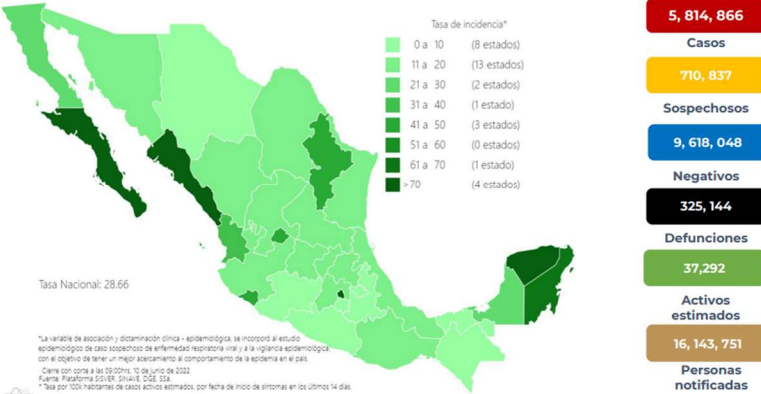 Tasa de incidencia*
0 a 10 (8 estados)
11 a 20 (13 estados)
21 a 30 (2 estados)
31 a 40 (1 estado)
41 a 50 (3 estados)
51 a 60 (0 estados)
61 a 70 (1 estado)
>70 (4 estados)
Tasa Nacional: 28.66
*La variable de asociación y dictaminación clínica - epidemiológica, se incorporó al estudio
epidemiológico de caso sospechoso de enfermedad respiratoria viral y a la vigilancia epidemiológica,
con el objetivo de tener un mejor acercamiento al comportamiento de la epidemia en el país.
Cierre con corte a las 09:00hrs, 10 de junio de 2022
Fuente: Plataforma SISVER, SINAVE, DGE, SSa.
* Tasa por 100k habitantes de casos activos estimados, por fecha de inicio de síntomas en los últimos 14 días.
5, 814, 866
Casos
710, 837
Sospechosos
9, 618, 048
Negativos
325, 144
Defunciones
37,292
Activos
estimados
16, 143, 751
Personas
notificadas